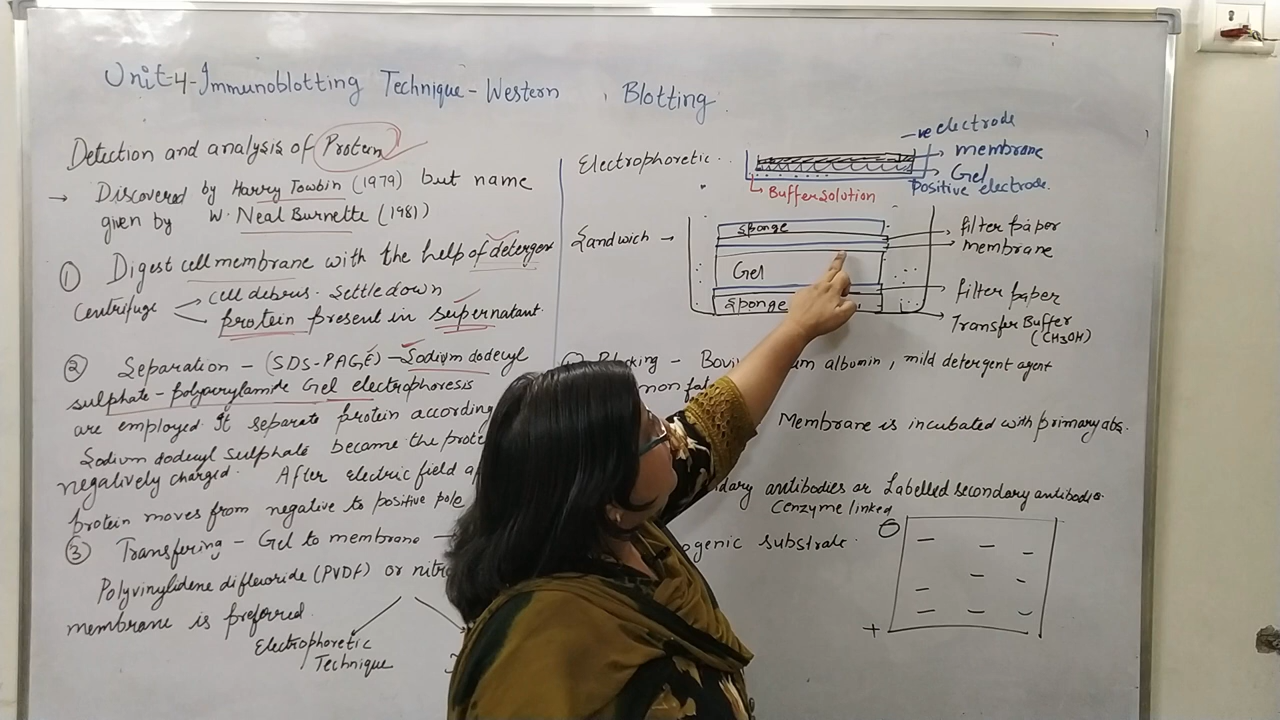 Unit-4-Immunoblotting Technique - Western Blotting
Detection and analysis of Protein
→ Discovered by Harry Towbin (1979) but name
given by W. Neal Burnette (1981)
① Digest cell membrane with the help of deterger
Centrifuge → Cell debrus. Settledown
protein present in supernatant.
② Separation - (SDS-PAGE) - Sodium dodecyl
sulphate - polyacrylamide Gel electrophoresis
are employed. It separate protein according
Sodium dodecyl sulphate became the prote
negatively charged. After electric field a
protein moves from negative to positive pole
③ Transfering - Gel to membrane -
Polyvinylidene difluoride (PVDF) or nitro
membrane is preferred.
Electrophoretic
Technique
Electrophoretic..
-ve electrode
membrane
Gel
Positive electrode.
Buffer solution
Sandwich →
Sponge
Gel
Sponge
filter paper
membrane
filter paper
Transfer Buffer
(CH3OH)
Blocking - Bovi um albumin, mild detergent agent
non fa
Membrane is incubated with primary abs.
dary antibodies or Labelled secondary antibodies
Cenzyme linked
ogenic substrate.
⊖
+